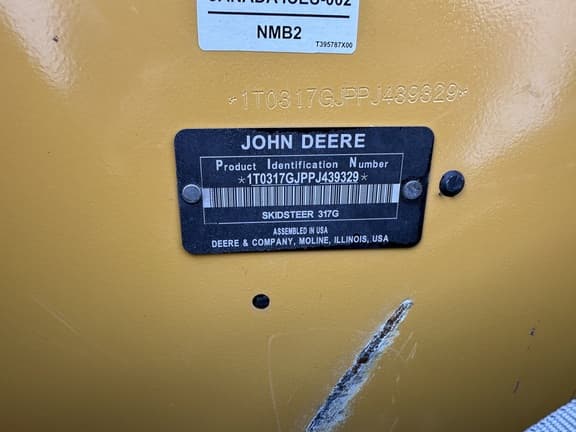 NMB2
T395787X00
*1T0317GJPPJ439329*
JOHN DEERE
Product Identification Number
*1T0317GJPPJ439329*
SKIDSTEER 317G
ASSEMBLED IN USA
DEERE & COMPANY, MOLINE, ILLINOIS, USA